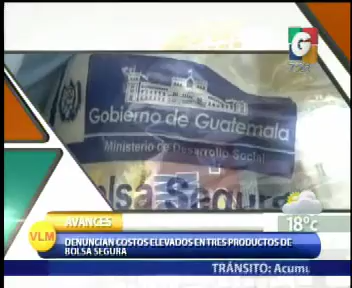 G
724
Gobierno de Guatemala
Ministerio de Desarrollo Social
Bolsa Segura
AVANCES
18°C
VLM
DENUNCIAN COSTOS ELEVADOS EN TRES PRODUCTOS DE
BOLSA SEGURA
TRÁNSITO: Acumu